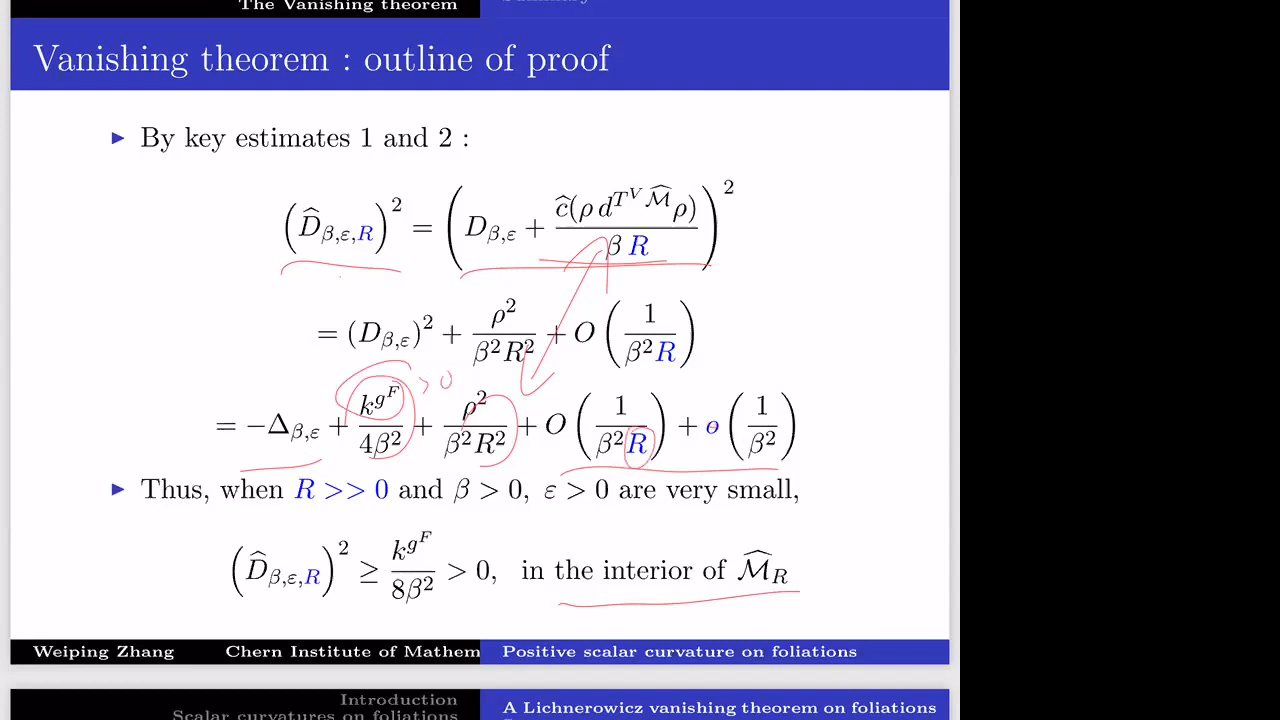 The Vanishing theorem
Summary
Vanishing theorem : outline of proof
▶ By key estimates 1 and 2 :
(D̂_{β,ε,R})² = (D_{β,ε} + ĉ(ρ d^{T^V M̂} ρ) / (β R))²
= (D_{β,ε})² + ρ²/(β²R²) + O(1/(β²R))
> 0
= −Δ_{β,ε} + k^{g^F}/(4β²) + ρ²/(β²R²) + O(1/(β²R)) + o(1/β²)
▶ Thus, when R >> 0 and β > 0, ε > 0 are very small,
(D̂_{β,ε,R})² ≥ k^{g^F}/(8β²) > 0, in the interior of M̂_R
Weiping Zhang Chern Institute of Mathem Positive scalar curvature on foliations
Introduction
Scalar curvatures on foliations
A Lichnerowicz vanishing theorem on foliations